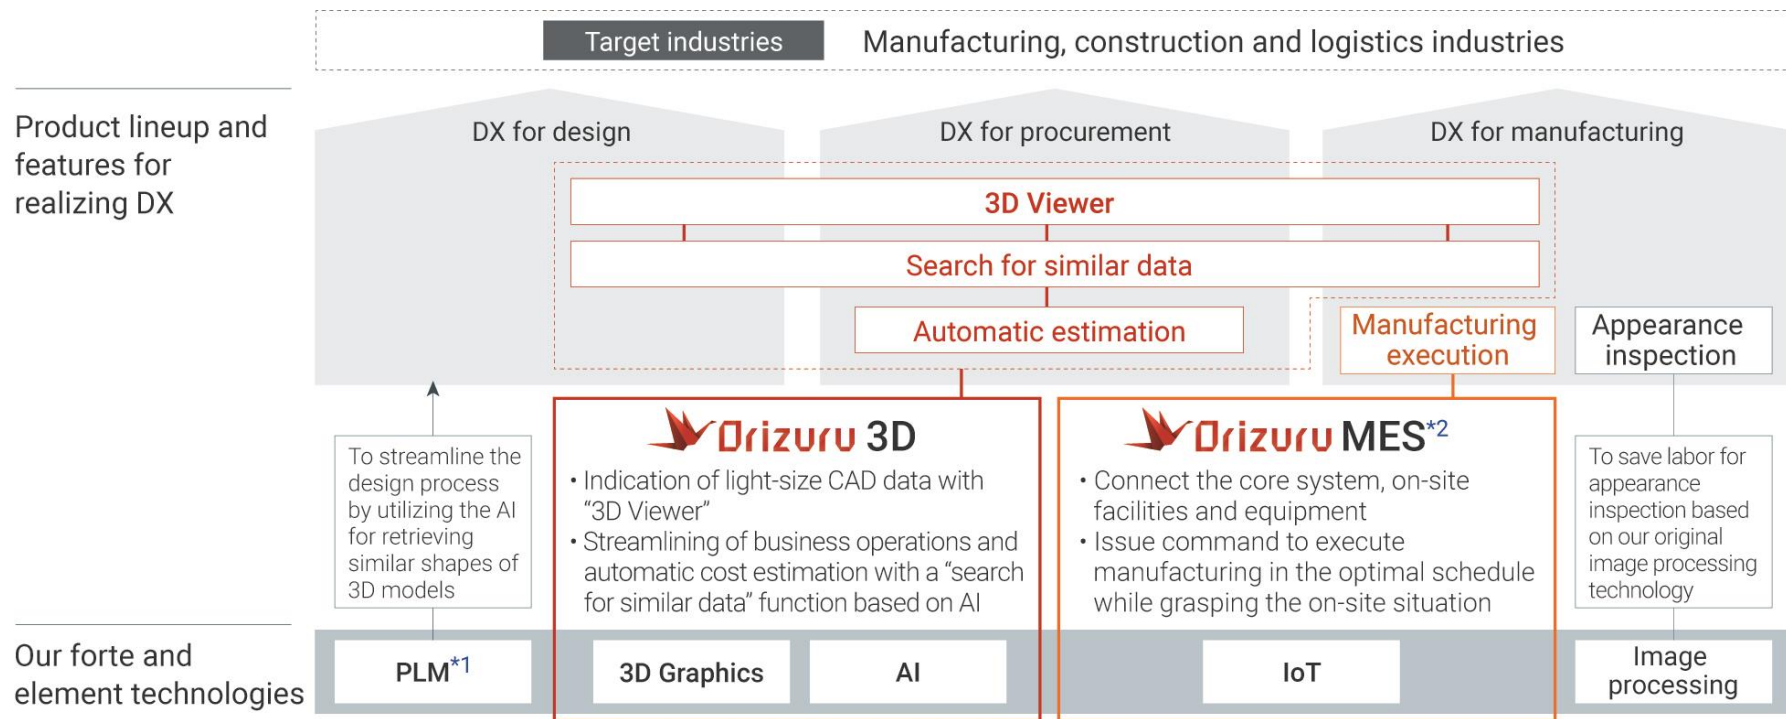 Target industries
Manufacturing, construction and logistics industries
Product lineup and
features for
realizing DX
DX for design
DX for procurement
DX for manufacturing
3D Viewer
Search for similar data
Automatic estimation
Manufacturing
execution
Appearance
inspection
To streamline the
design process
by utilizing the AI
for retrieving
similar shapes of
3D models
Orizuru 3D
• Indication of light-size CAD data with
“3D Viewer”
• Streamlining of business operations and
automatic cost estimation with a “search
for similar data” function based on AI
Orizuru MES*2
• Connect the core system, on-site
facilities and equipment
• Issue command to execute
manufacturing in the optimal schedule
while grasping the on-site situation
To save labor for
appearance
inspection based
on our original
image processing
technology
Our forte and
element technologies
PLM*1
3D Graphics
AI
IoT
Image
processing